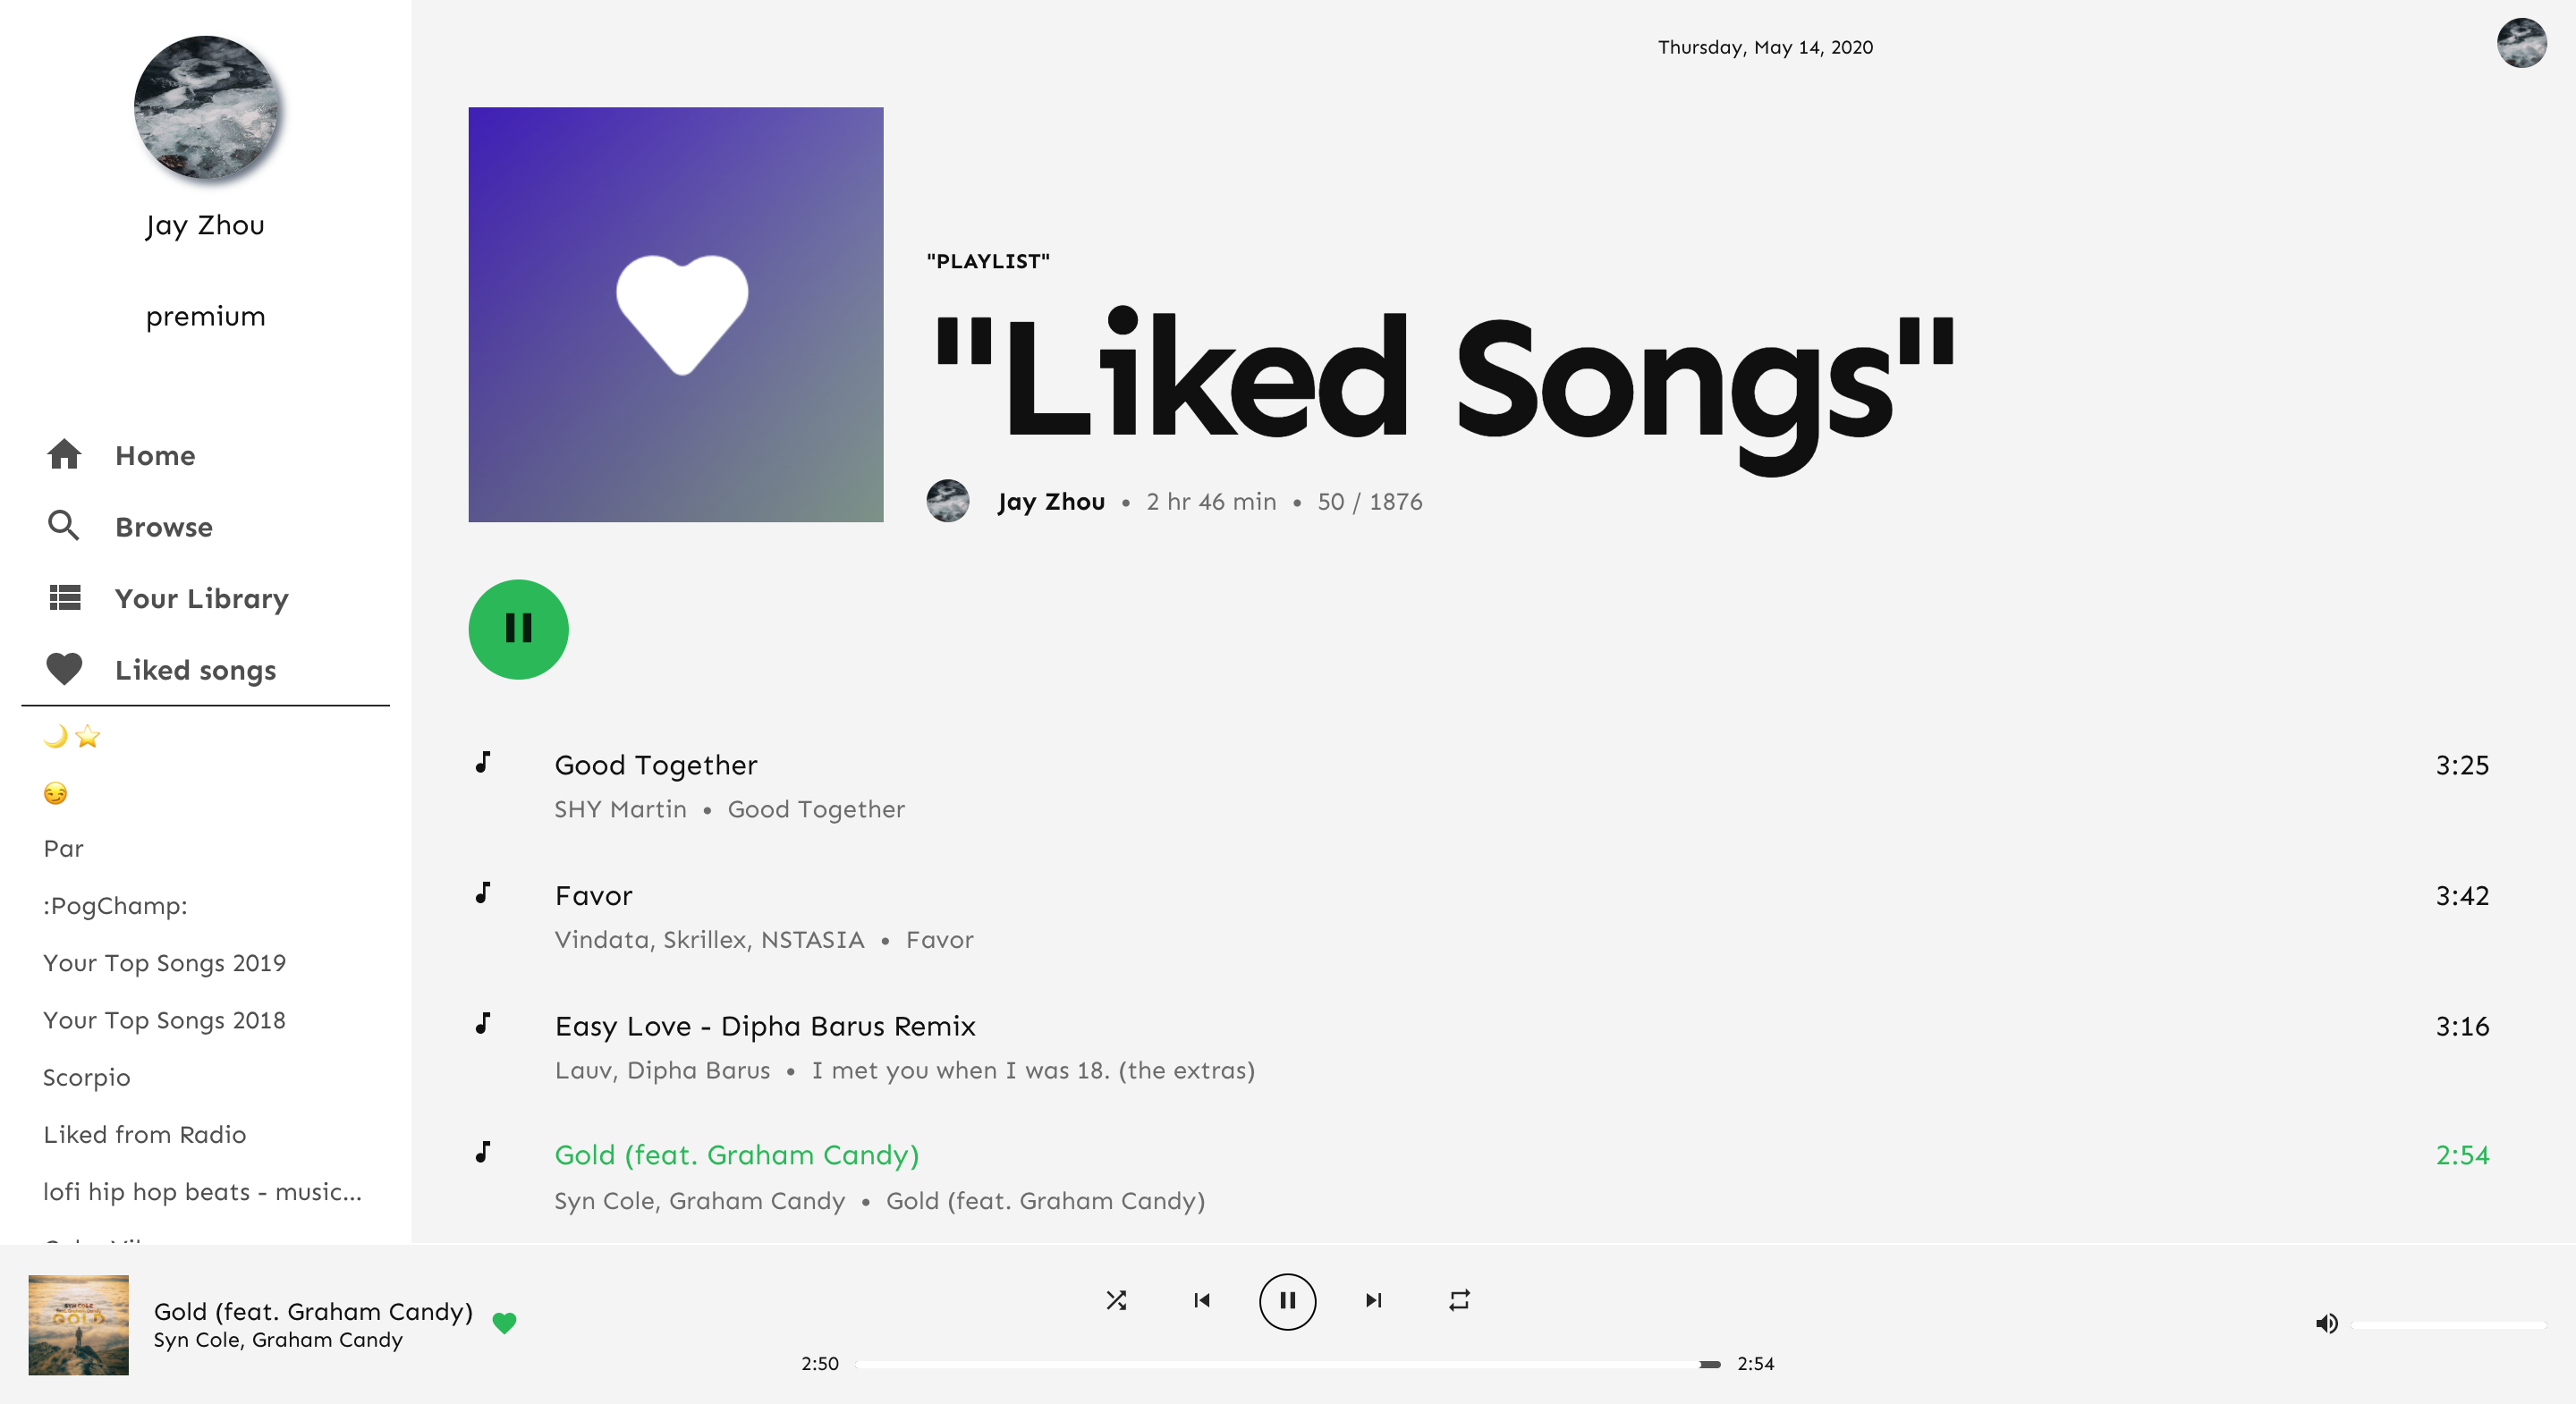 Thursday, May 14, 2020
Jay Zhou
premium
Home
Browse
Your Library
Liked songs
🌙⭐
😏
Par
:PogChamp:
Your Top Songs 2019
Your Top Songs 2018
Scorpio
Liked from Radio
lofi hip hop beats - music...
"PLAYLIST"
"Liked Songs"
Jay Zhou • 2 hr 46 min • 50 / 1876
Good Together 3:25
SHY Martin • Good Together
Favor 3:42
Vindata, Skrillex, NSTASIA • Favor
Easy Love - Dipha Barus Remix 3:16
Lauv, Dipha Barus • I met you when I was 18. (the extras)
Gold (feat. Graham Candy) 2:54
Syn Cole, Graham Candy • Gold (feat. Graham Candy)
SYN COLE
GOLD
Gold (feat. Graham Candy)
Syn Cole, Graham Candy
2:50 2:54